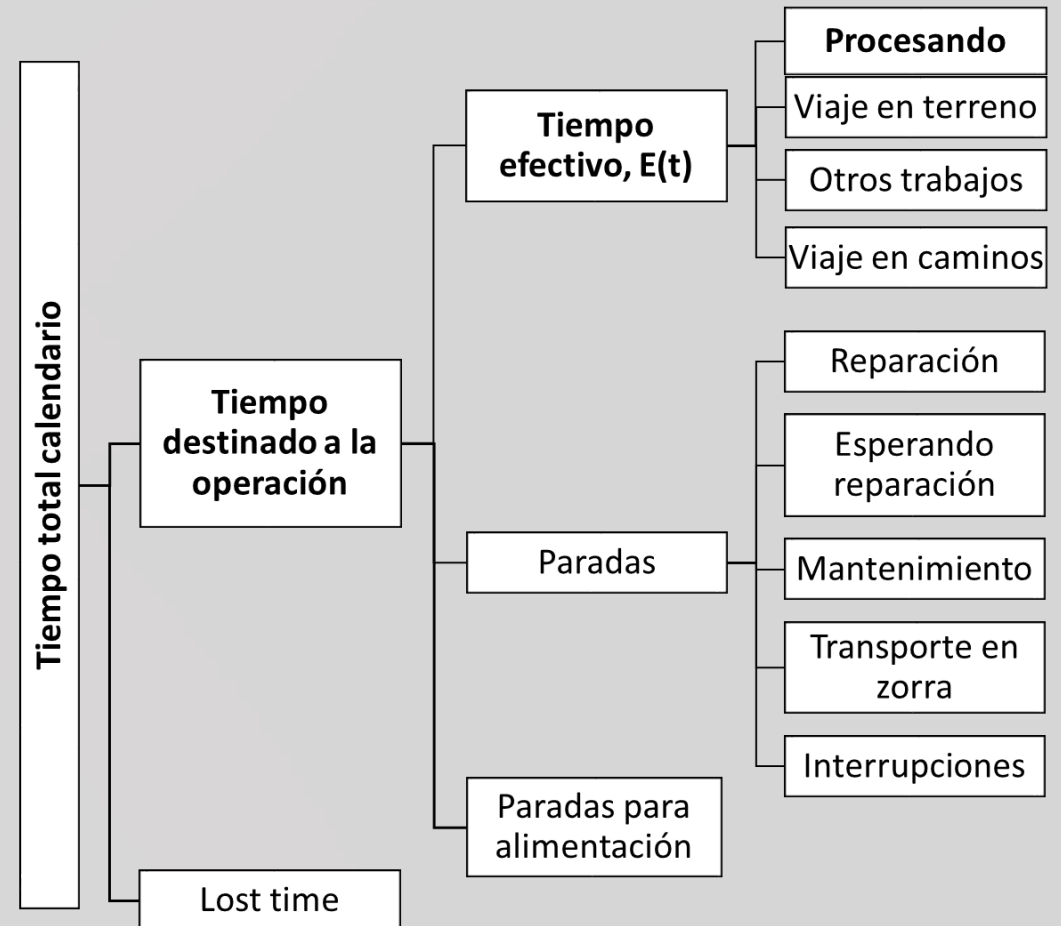 Tiempo total calendario
Tiempo
destinado a la
operación
Lost time
Tiempo
efectivo, E(t)
Paradas
Paradas para
alimentación
Procesando
Viaje en terreno
Otros trabajos
Viaje en caminos
Reparación
Esperando
reparación
Mantenimiento
Transporte en
zorra
Interrupciones